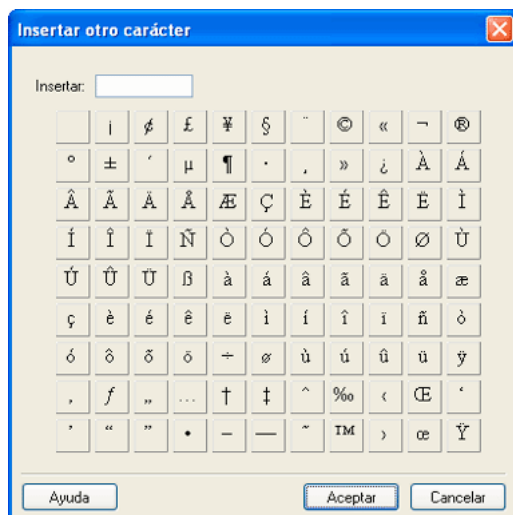 Insertar otro carácter
Insertar:
¡ ¢ £ ¥ § ¨ © « ¬ ®
° ± ´ µ ¶ · ¸ » ¿ À Á
Â Ã Ä Å Æ Ç È É Ê Ë Ì
Í Î Ï Ñ Ò Ó Ô Õ Ö Ø Ù
Ú Û Ü ß à á â ã ä å æ
ç è é ê ë ì í î ï ñ ò
ó ô õ ö ÷ ø ù ú û ü ÿ
‚ ƒ „ … † ‡ ˆ ‰ ‹ Œ ‘
’ “ ” • – — ˜ ™ › œ Ÿ
Ayuda Aceptar Cancelar